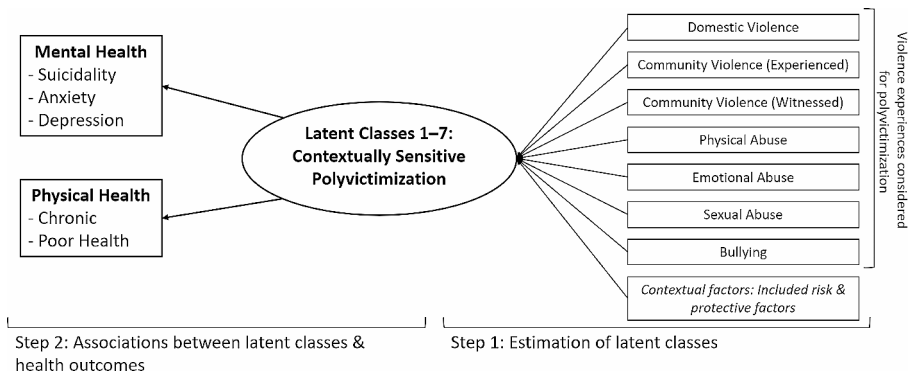 Mental Health
- Suicidality
- Anxiety
- Depression
Physical Health
- Chronic
- Poor Health
Latent Classes 1–7:
Contextually Sensitive
Polyvictimization
Domestic Violence
Community Violence (Experienced)
Community Violence (Witnessed)
Physical Abuse
Emotional Abuse
Sexual Abuse
Bullying
Contextual factors: Included risk &
protective factors
Violence experiences considered
for polyvictimization
Step 2: Associations between latent classes &
health outcomes
Step 1: Estimation of latent classes